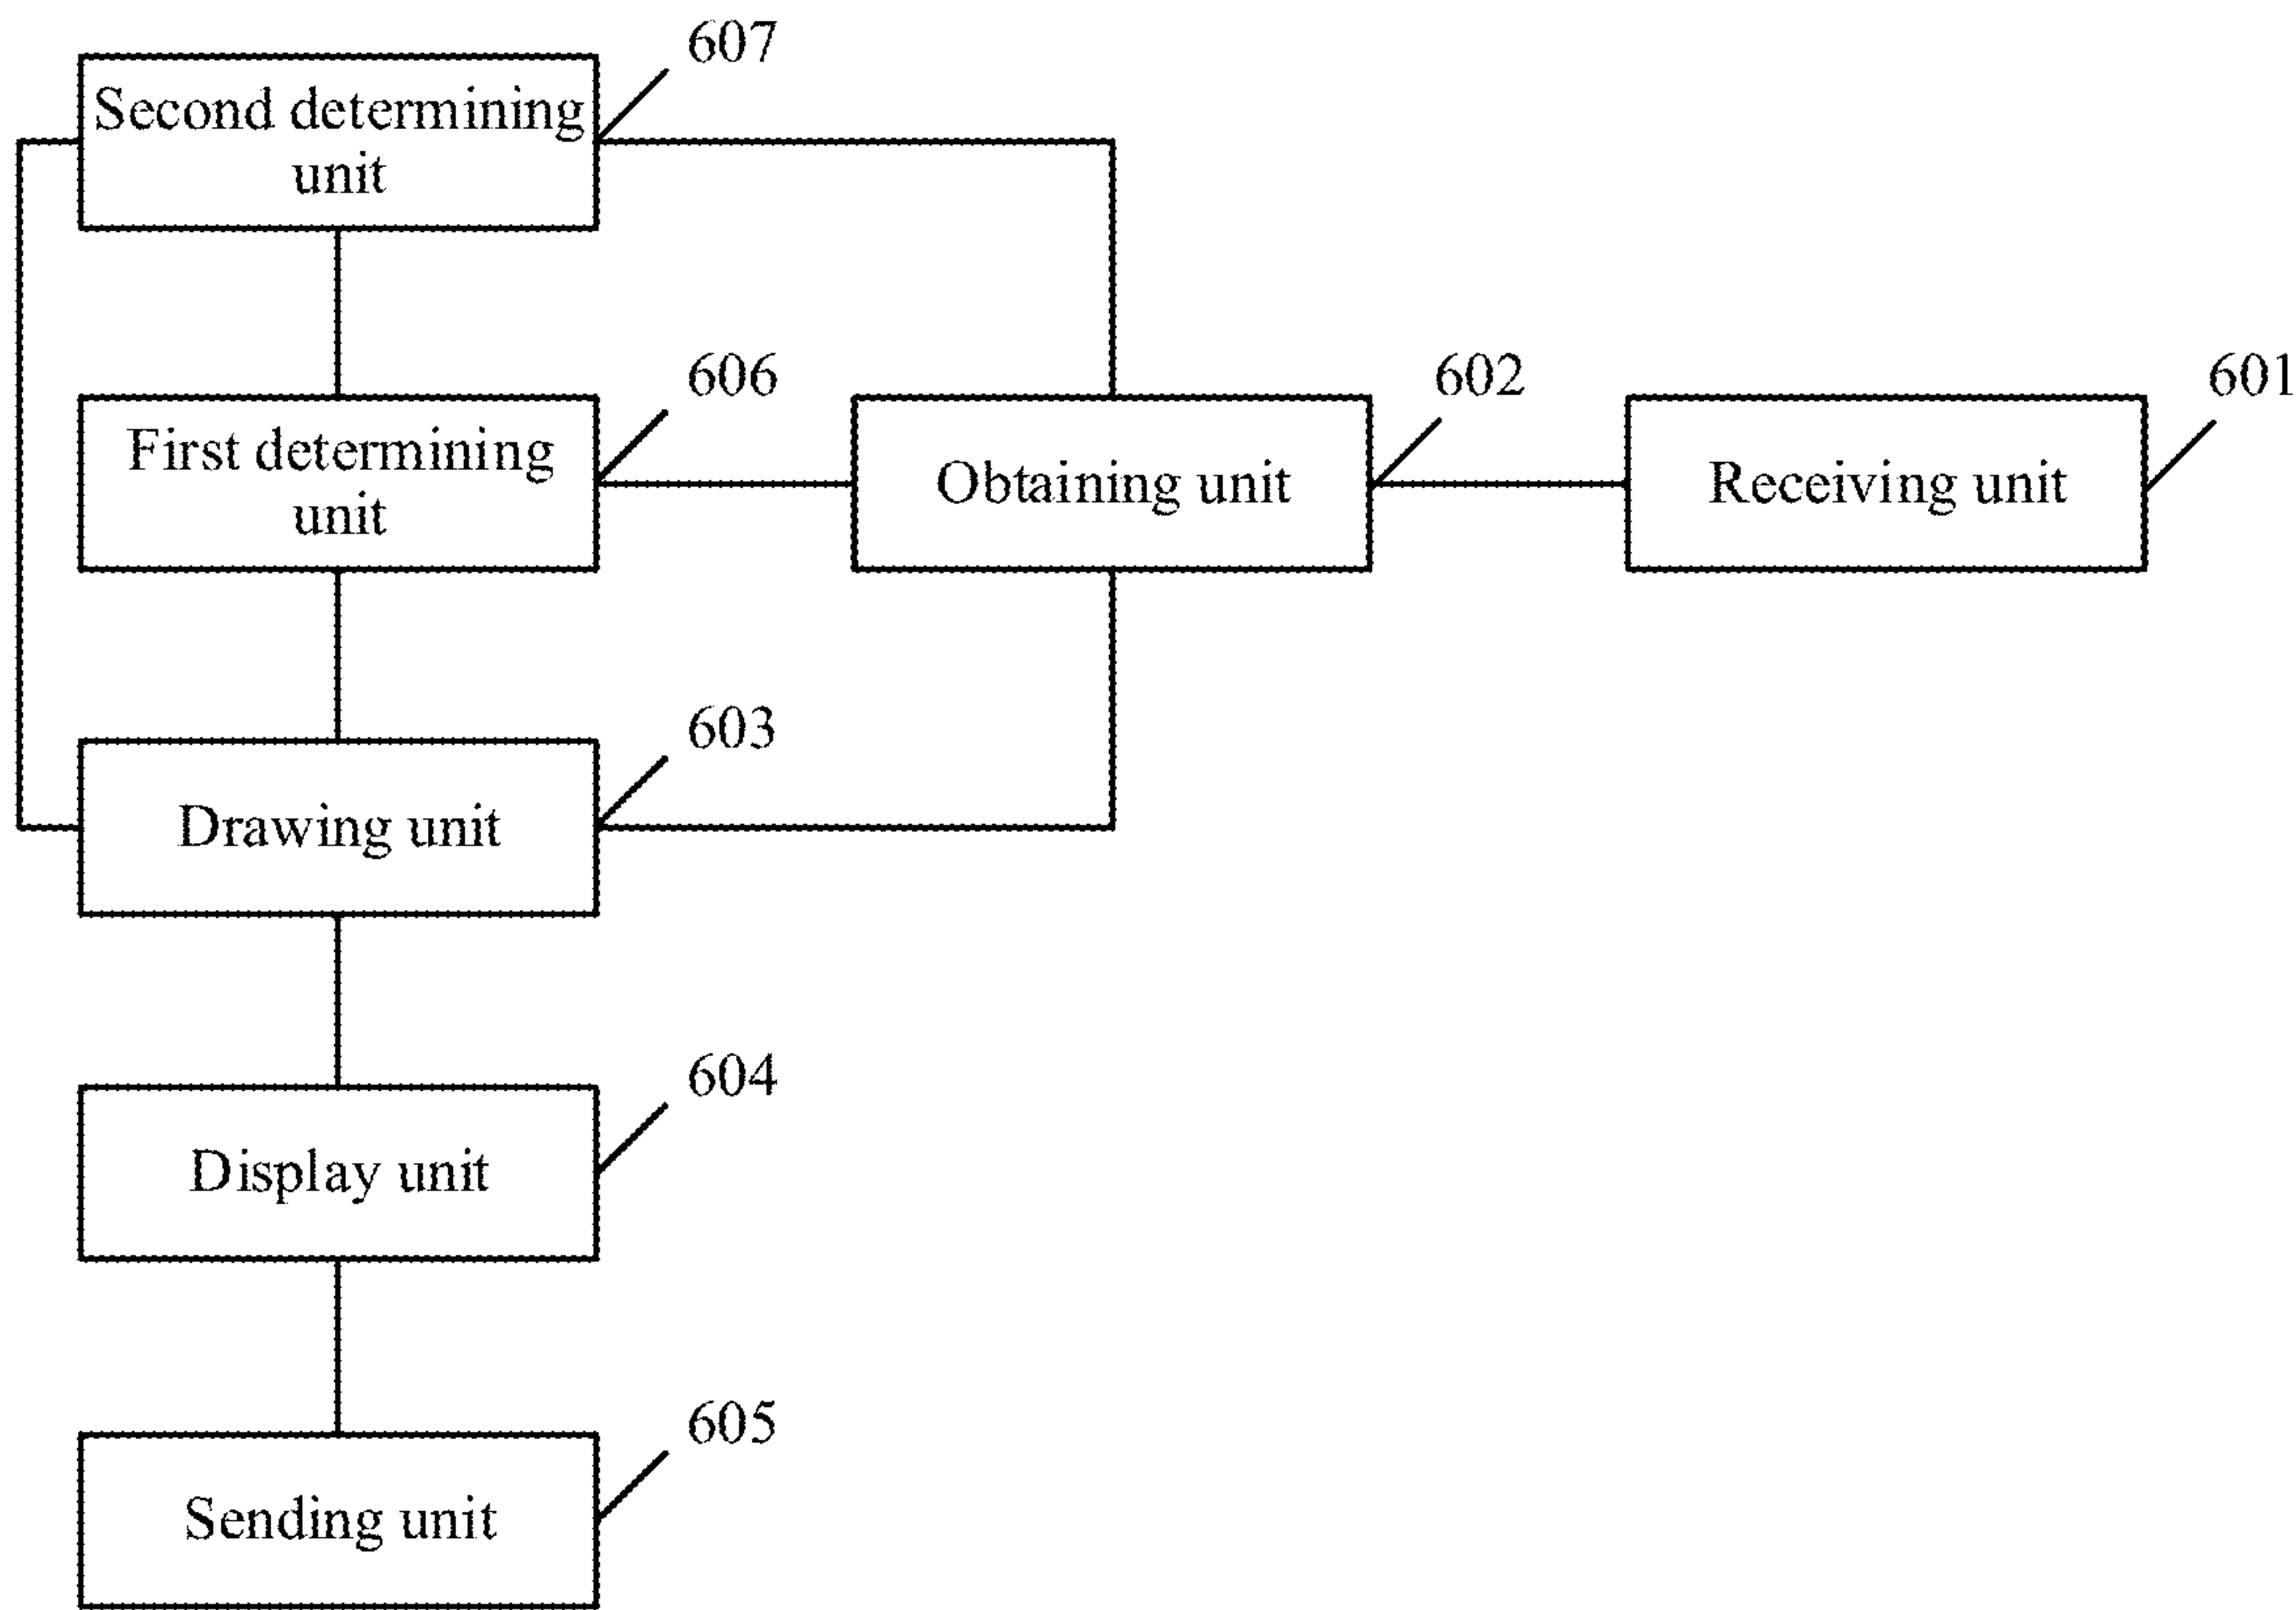 607
Second determining
unit
606
First determining
unit
602
Obtaining unit
601
Receiving unit
603
Drawing unit
604
Display unit
605
Sending unit